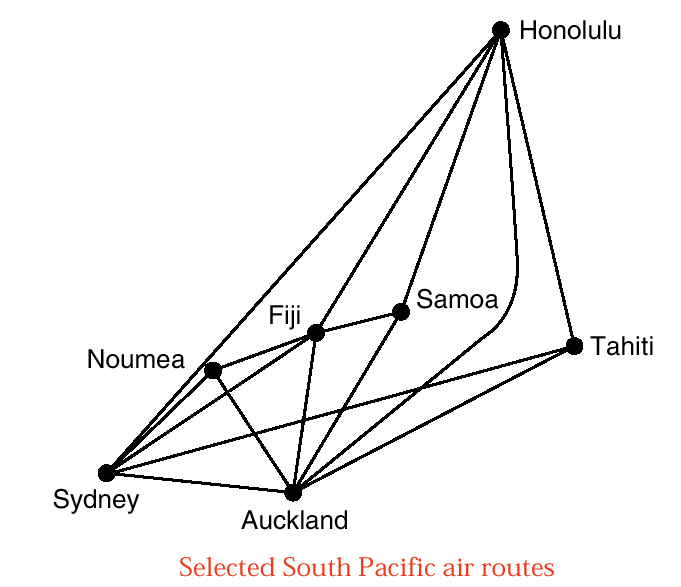 Honolulu
Samoa
Fiji
Noumea
Tahiti
Sydney
Auckland
Selected South Pacific air routes